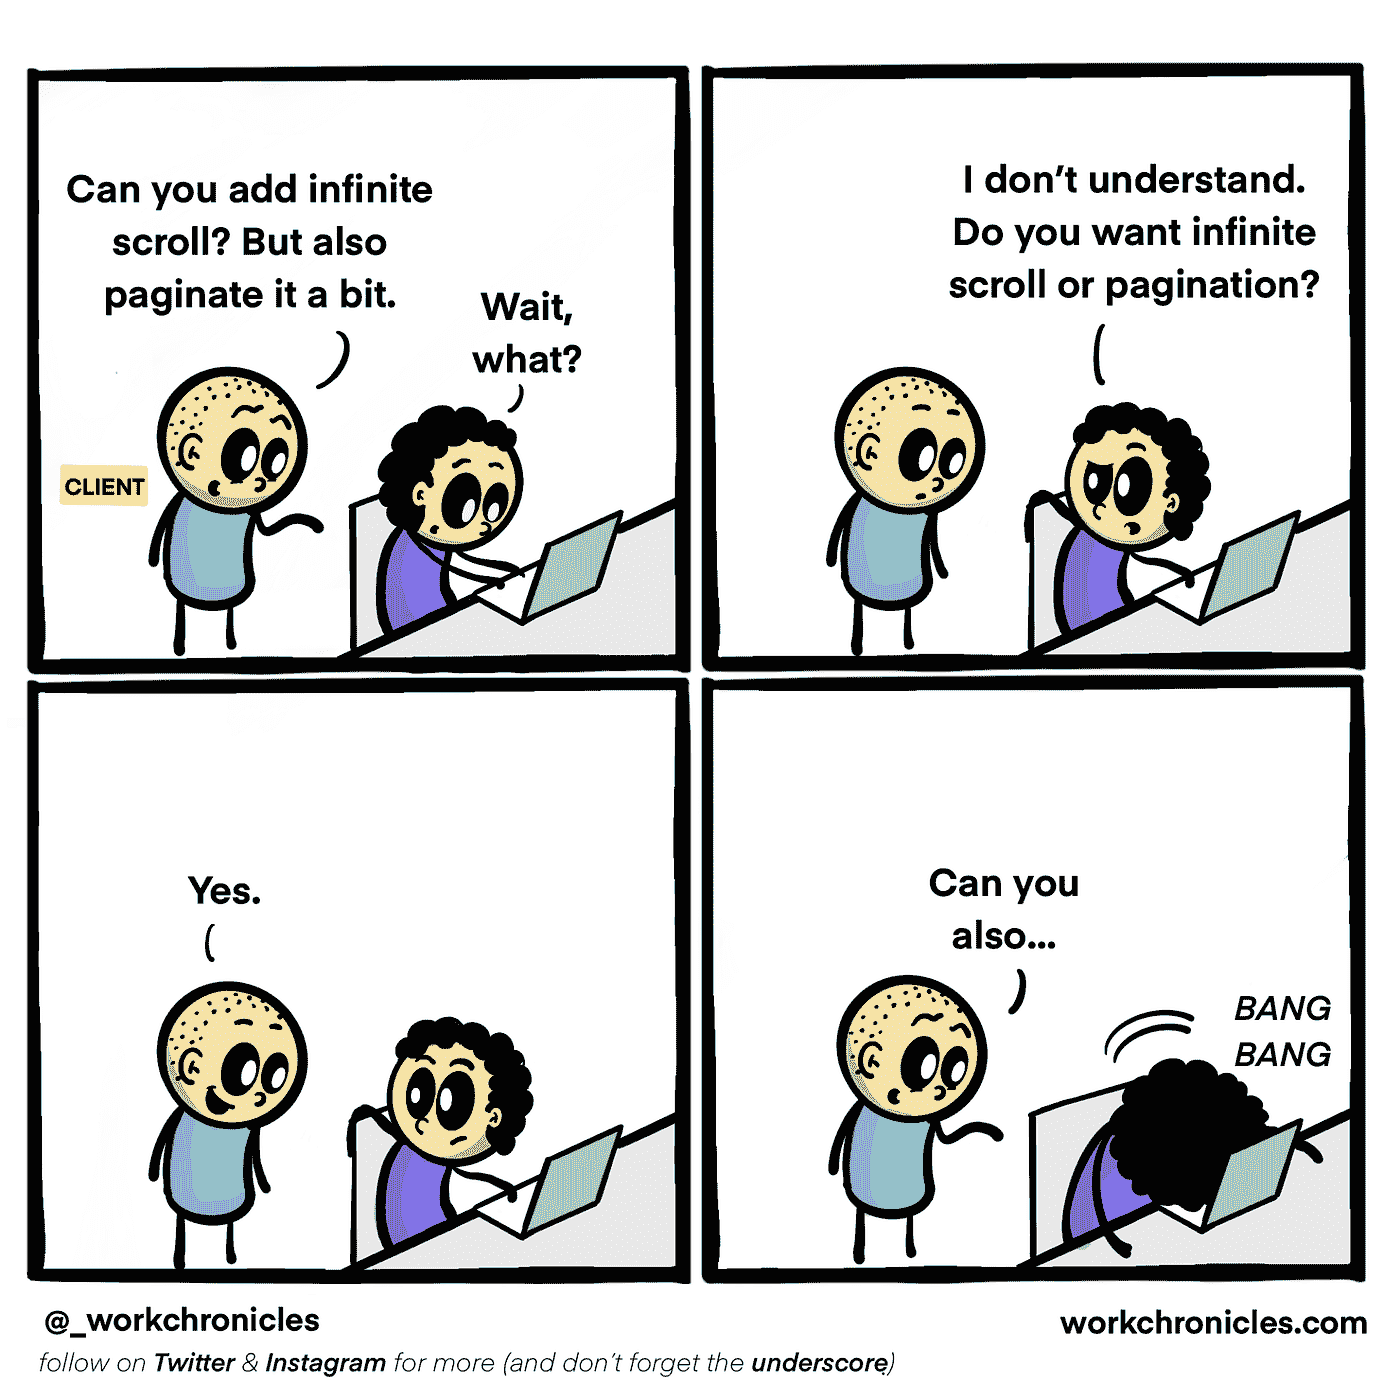 Can you add infinite
scroll? But also
paginate it a bit.
Wait,
what?
CLIENT
I don't understand.
Do you want infinite
scroll or pagination?
Yes.
Can you
also...
BANG
BANG
@_workchronicles
workchronicles.com
follow on Twitter & Instagram for more (and don't forget the underscore)